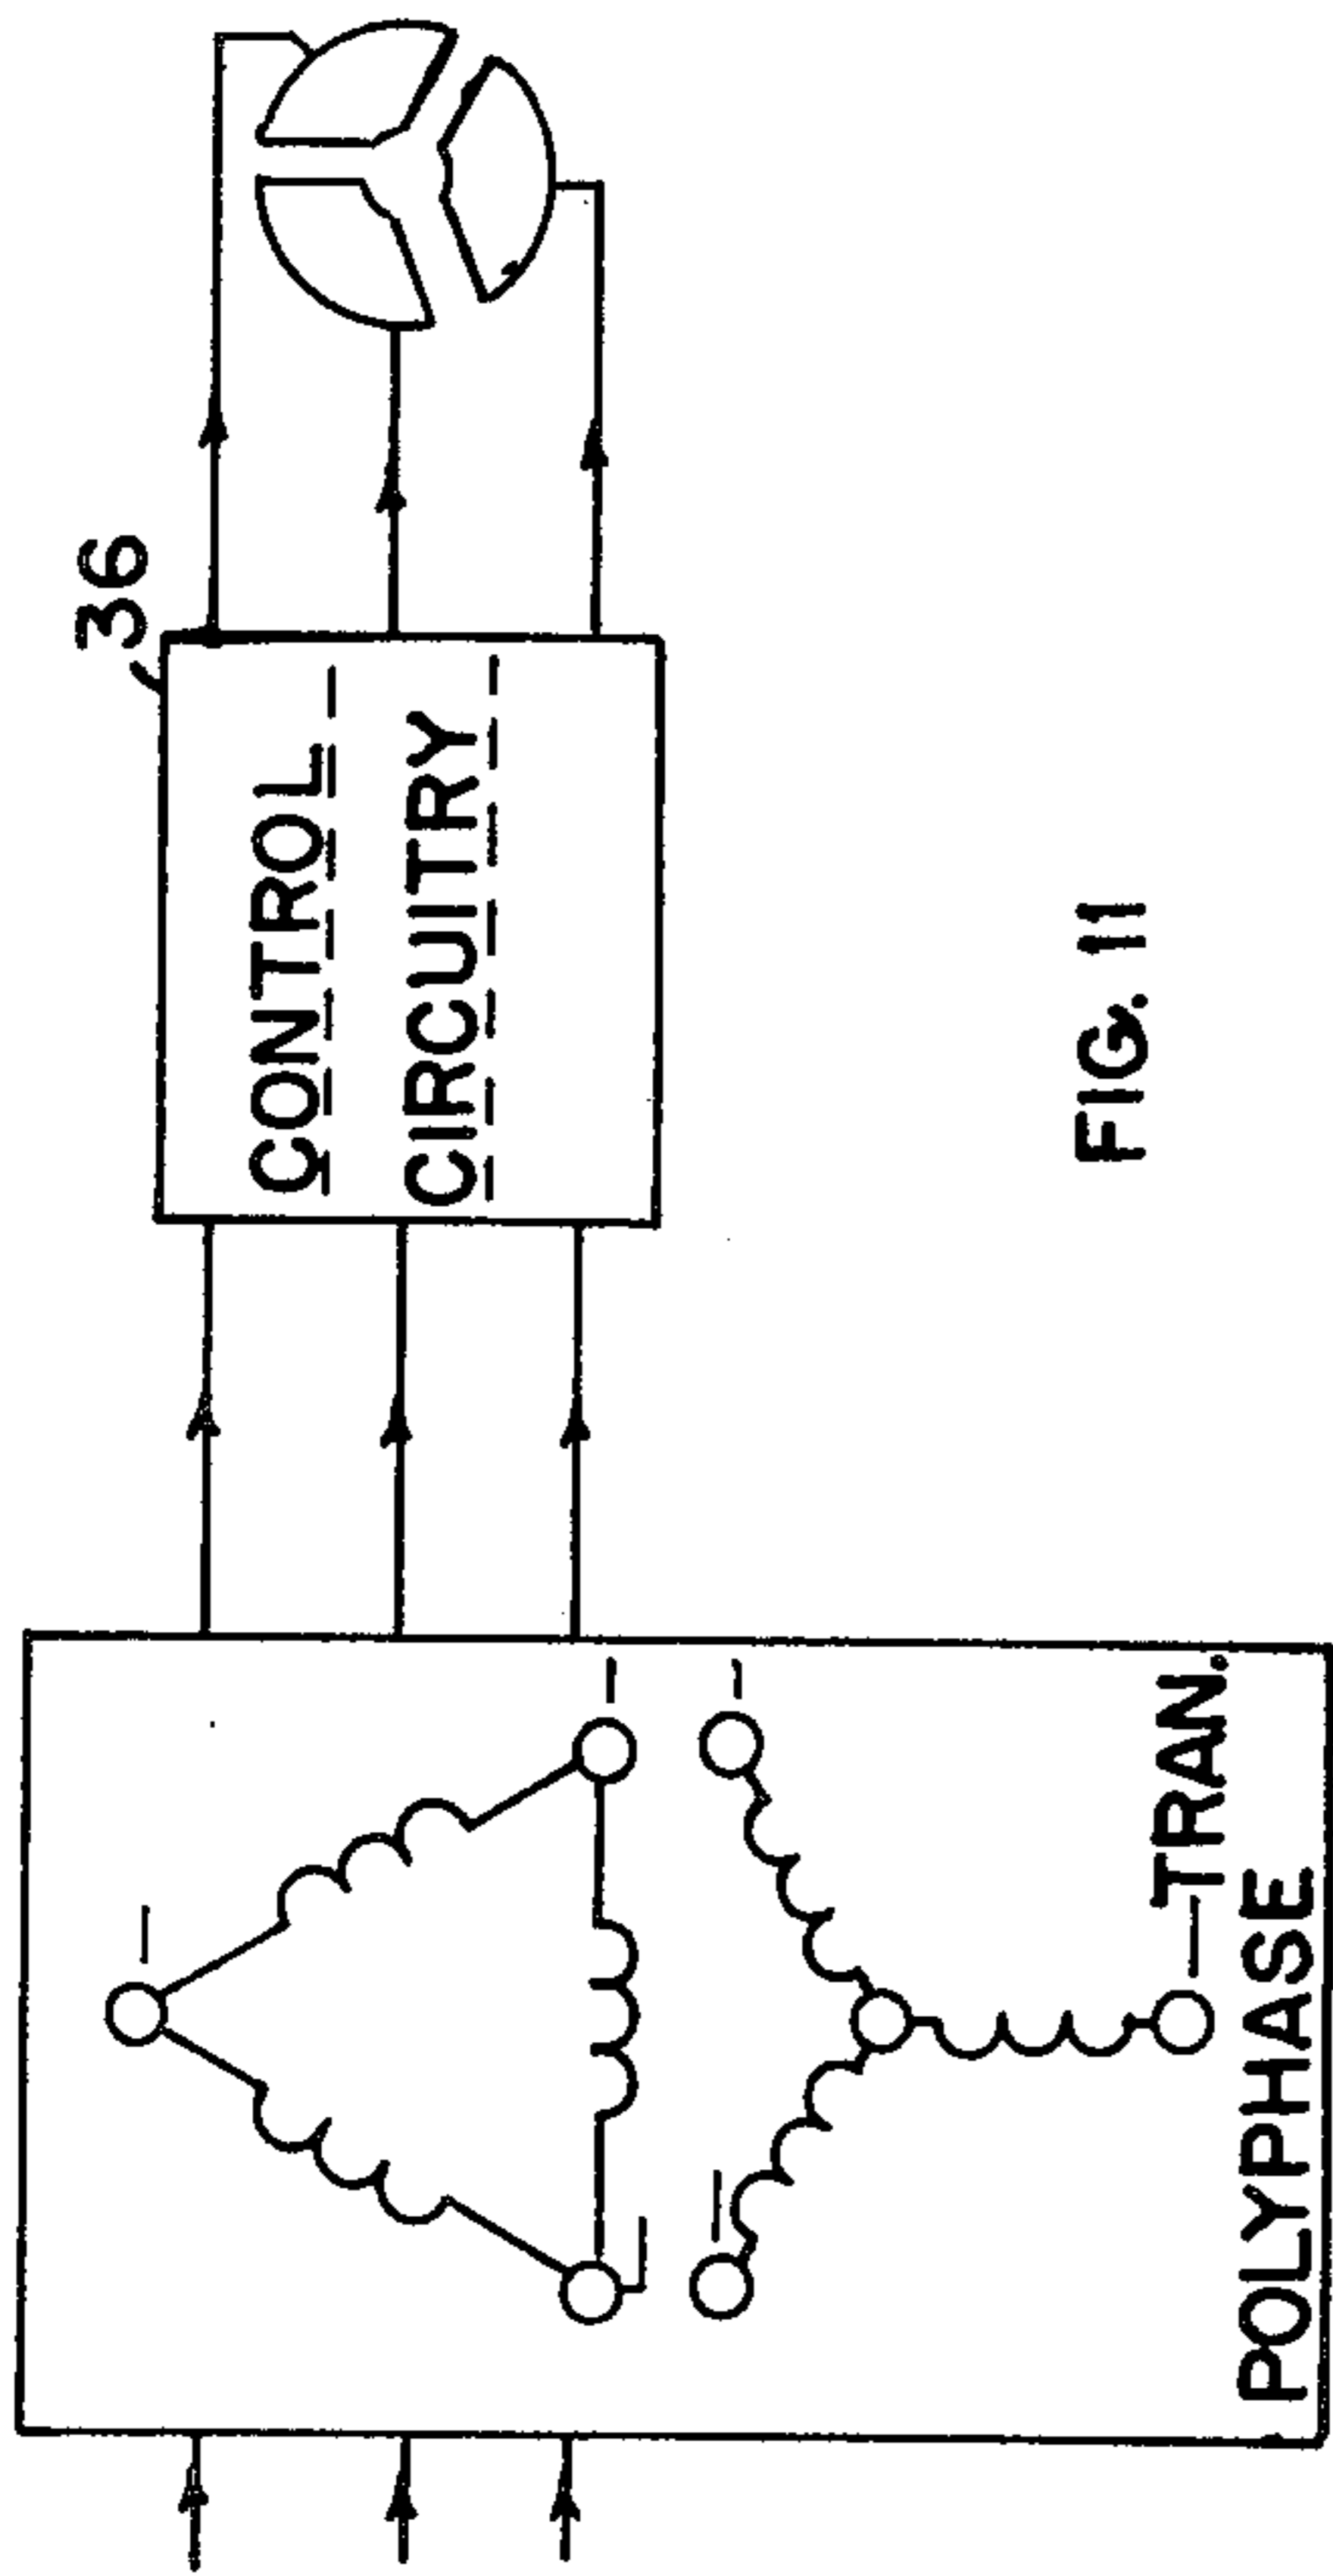 36
CONTROL
CIRCUITRY
TRAN.
POLYPHASE
FIG. 11